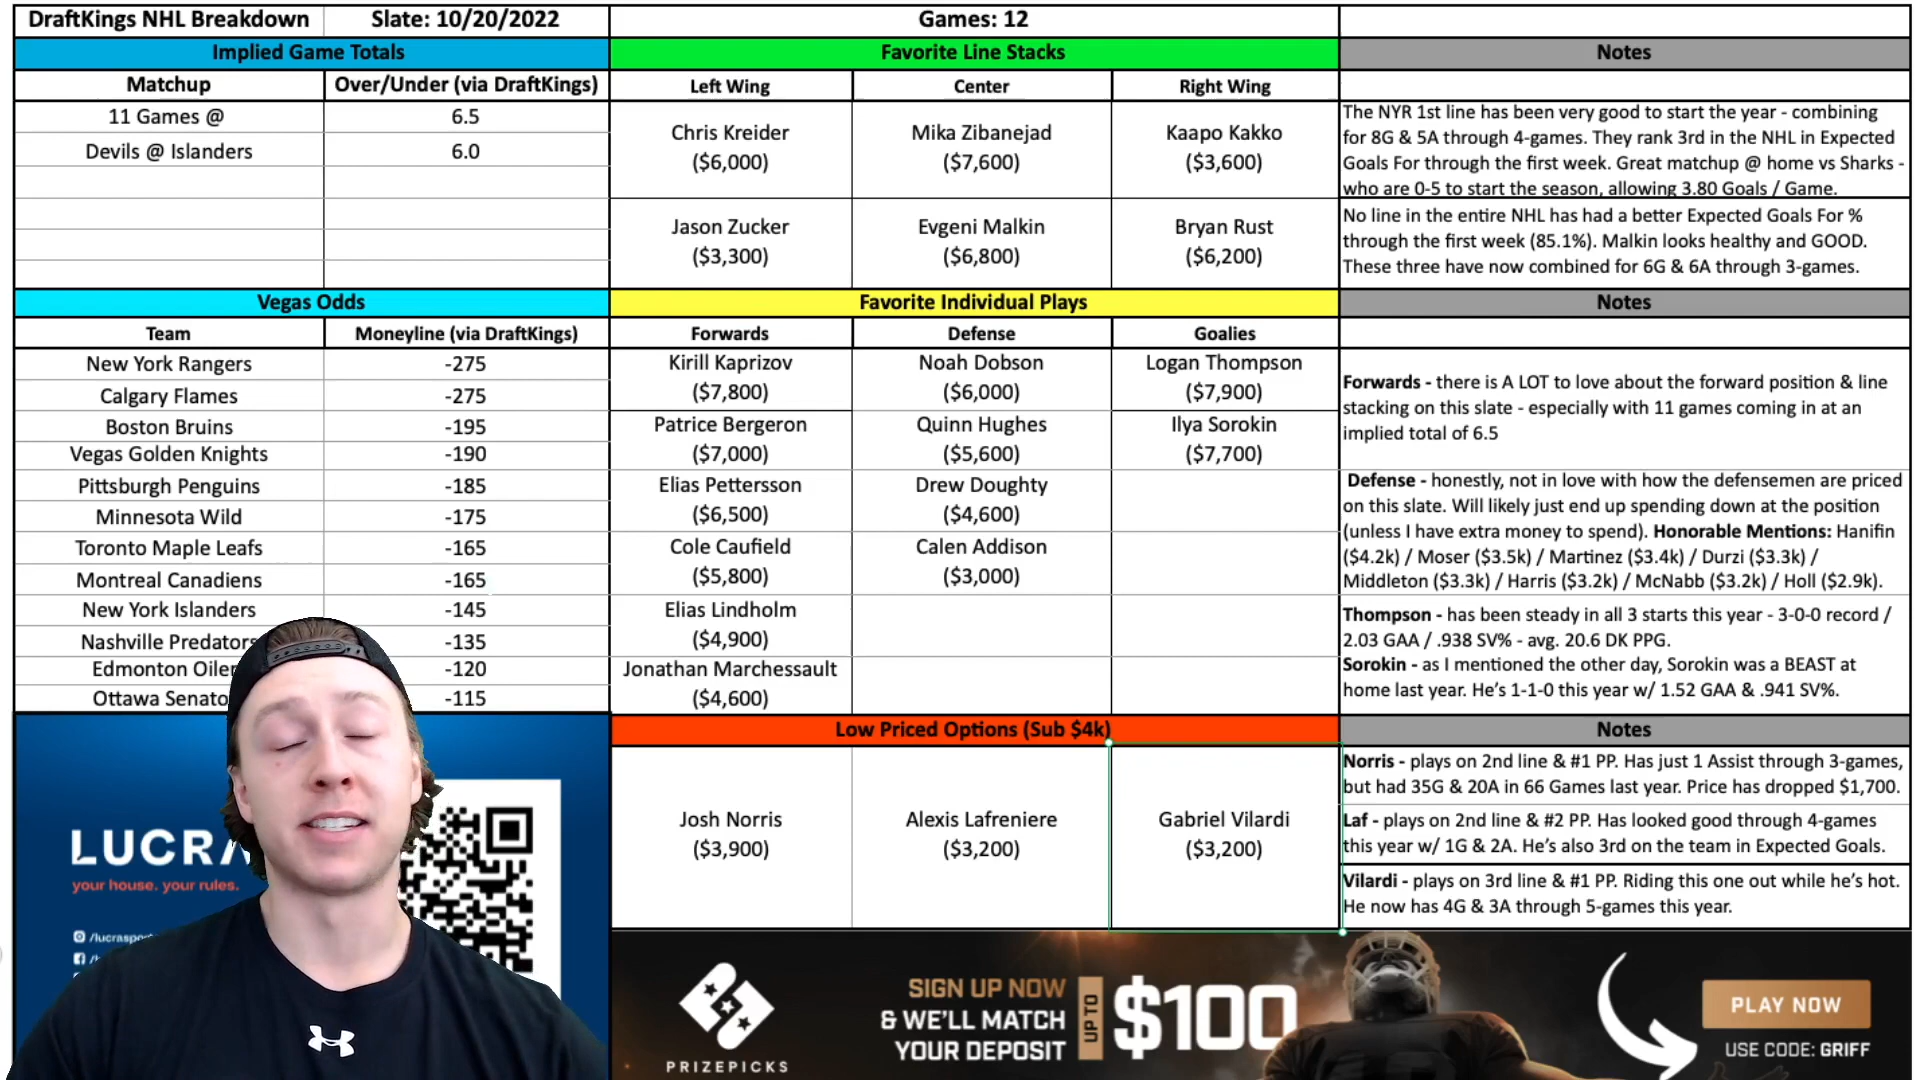 DraftKings NHL Breakdown
Slate: 10/20/2022
Games: 12
Implied Game Totals
Favorite Line Stacks
Notes
Matchup
Over/Under (via DraftKings)
Left Wing
Center
Right Wing
11 Games @
6.5
Devils @ Islanders
6.0
Chris Kreider
($6,000)
Mika Zibanejad
($7,600)
Kaapo Kakko
($3,600)
The NYR 1st line has been very good to start the year - combining
for 8G & 5A through 4-games. They rank 3rd in the NHL in Expected
Goals For through the first week. Great matchup @ home vs Sharks -
who are 0-5 to start the season, allowing 3.80 Goals / Game.
Jason Zucker
($3,300)
Evgeni Malkin
($6,800)
Bryan Rust
($6,200)
No line in the entire NHL has had a better Expected Goals For %
through the first week (85.1%). Malkin looks healthy and GOOD.
These three have now combined for 6G & 6A through 3-games.
Vegas Odds
Favorite Individual Plays
Notes
Team
Moneyline (via DraftKings)
Forwards
Defense
Goalies
New York Rangers
-275
Calgary Flames
-275
Boston Bruins
-195
Vegas Golden Knights
-190
Pittsburgh Penguins
-185
Minnesota Wild
-175
Toronto Maple Leafs
-165
Montreal Canadiens
-165
New York Islanders
-145
Nashville Predators
-135
Edmonton Oiler
-120
Ottawa Senato
-115
Kirill Kaprizov
($7,800)
Noah Dobson
($6,000)
Logan Thompson
($7,900)
Patrice Bergeron
($7,000)
Quinn Hughes
($5,600)
Ilya Sorokin
($7,700)
Elias Pettersson
($6,500)
Drew Doughty
($4,600)
Cole Caufield
($5,800)
Calen Addison
($3,000)
Elias Lindholm
($4,900)
Jonathan Marchessault
($4,600)
Forwards - there is A LOT to love about the forward position & line
stacking on this slate - especially with 11 games coming in at an
implied total of 6.5
Defense - honestly, not in love with how the defensemen are priced
on this slate. Will likely just end up spending down at the position
(unless I have extra money to spend). Honorable Mentions: Hanifin
($4.2k) / Moser ($3.5k) / Martinez ($3.4k) / Durzi ($3.3k) /
Middleton ($3.3k) / Harris ($3.2k) / McNabb ($3.2k) / Holl ($2.9k).
Thompson - has been steady in all 3 starts this year - 3-0-0 record /
2.03 GAA / .938 SV% - avg. 20.6 DK PPG.
Sorokin - as I mentioned the other day, Sorokin was a BEAST at
home last year. He's 1-1-0 this year w/ 1.52 GAA & .941 SV%.
Low Priced Options (Sub $4k)
Notes
Josh Norris
($3,900)
Alexis Lafreniere
($3,200)
Gabriel Vilardi
($3,200)
Norris - plays on 2nd line & #1 PP. Has just 1 Assist through 3-games,
but had 35G & 20A in 66 Games last year. Price has dropped $1,700.
Laf - plays on 2nd line & #2 PP. Has looked good through 4-games
this year w/ 1G & 2A. He's also 3rd on the team in Expected Goals.
Vilardi - plays on 3rd line & #1 PP. Riding this one out while he's hot.
He now has 4G & 3A through 5-games this year.
LUCRA
your house. your rules.
/lucraspor
PRIZEPICKS
SIGN UP NOW
& WE'LL MATCH
YOUR DEPOSIT
UP TO
$100
PLAY NOW
USE CODE: GRIFF